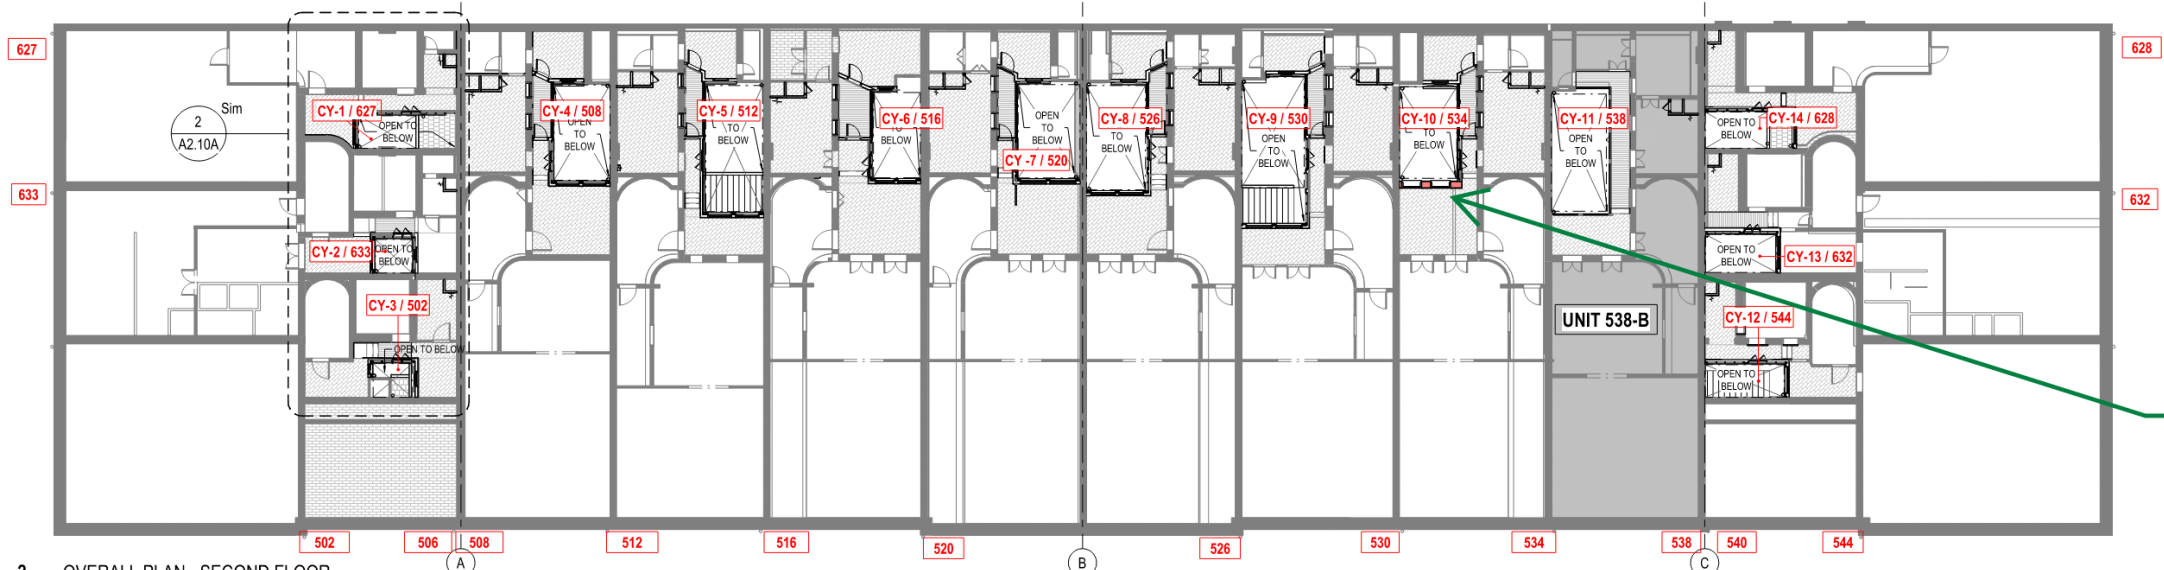 627
628
Sim
2
A2.10A
CY-1 / 627
OPEN TO
BELOW
CY-4 / 508
OPEN
TO
BELOW
CY-5 / 512
TO
BELOW
CY-6 / 516
TO
BELOW
OPEN
TO
BELOW
CY -7 / 520
CY-8 / 526
OPEN
TO
BELOW
CY-9 / 530
OPEN
TO
BELOW
CY-10 / 534
TO
BELOW
CY-11 / 538
OPEN
TO
BELOW
CY-14 / 628
OPEN TO
BELOW
633
632
CY-2 / 633
OPEN TO
BELOW
OPEN TO
BELOW
CY-13 / 632
CY-3 / 502
OPEN TO BELOW
UNIT 538-B
CY-12 / 544
OPEN TO
BELOW
502
506
508
512
516
520
526
530
534
538
540
544
A
B
C
2 OVERALL PLAN - SECOND FLOOR